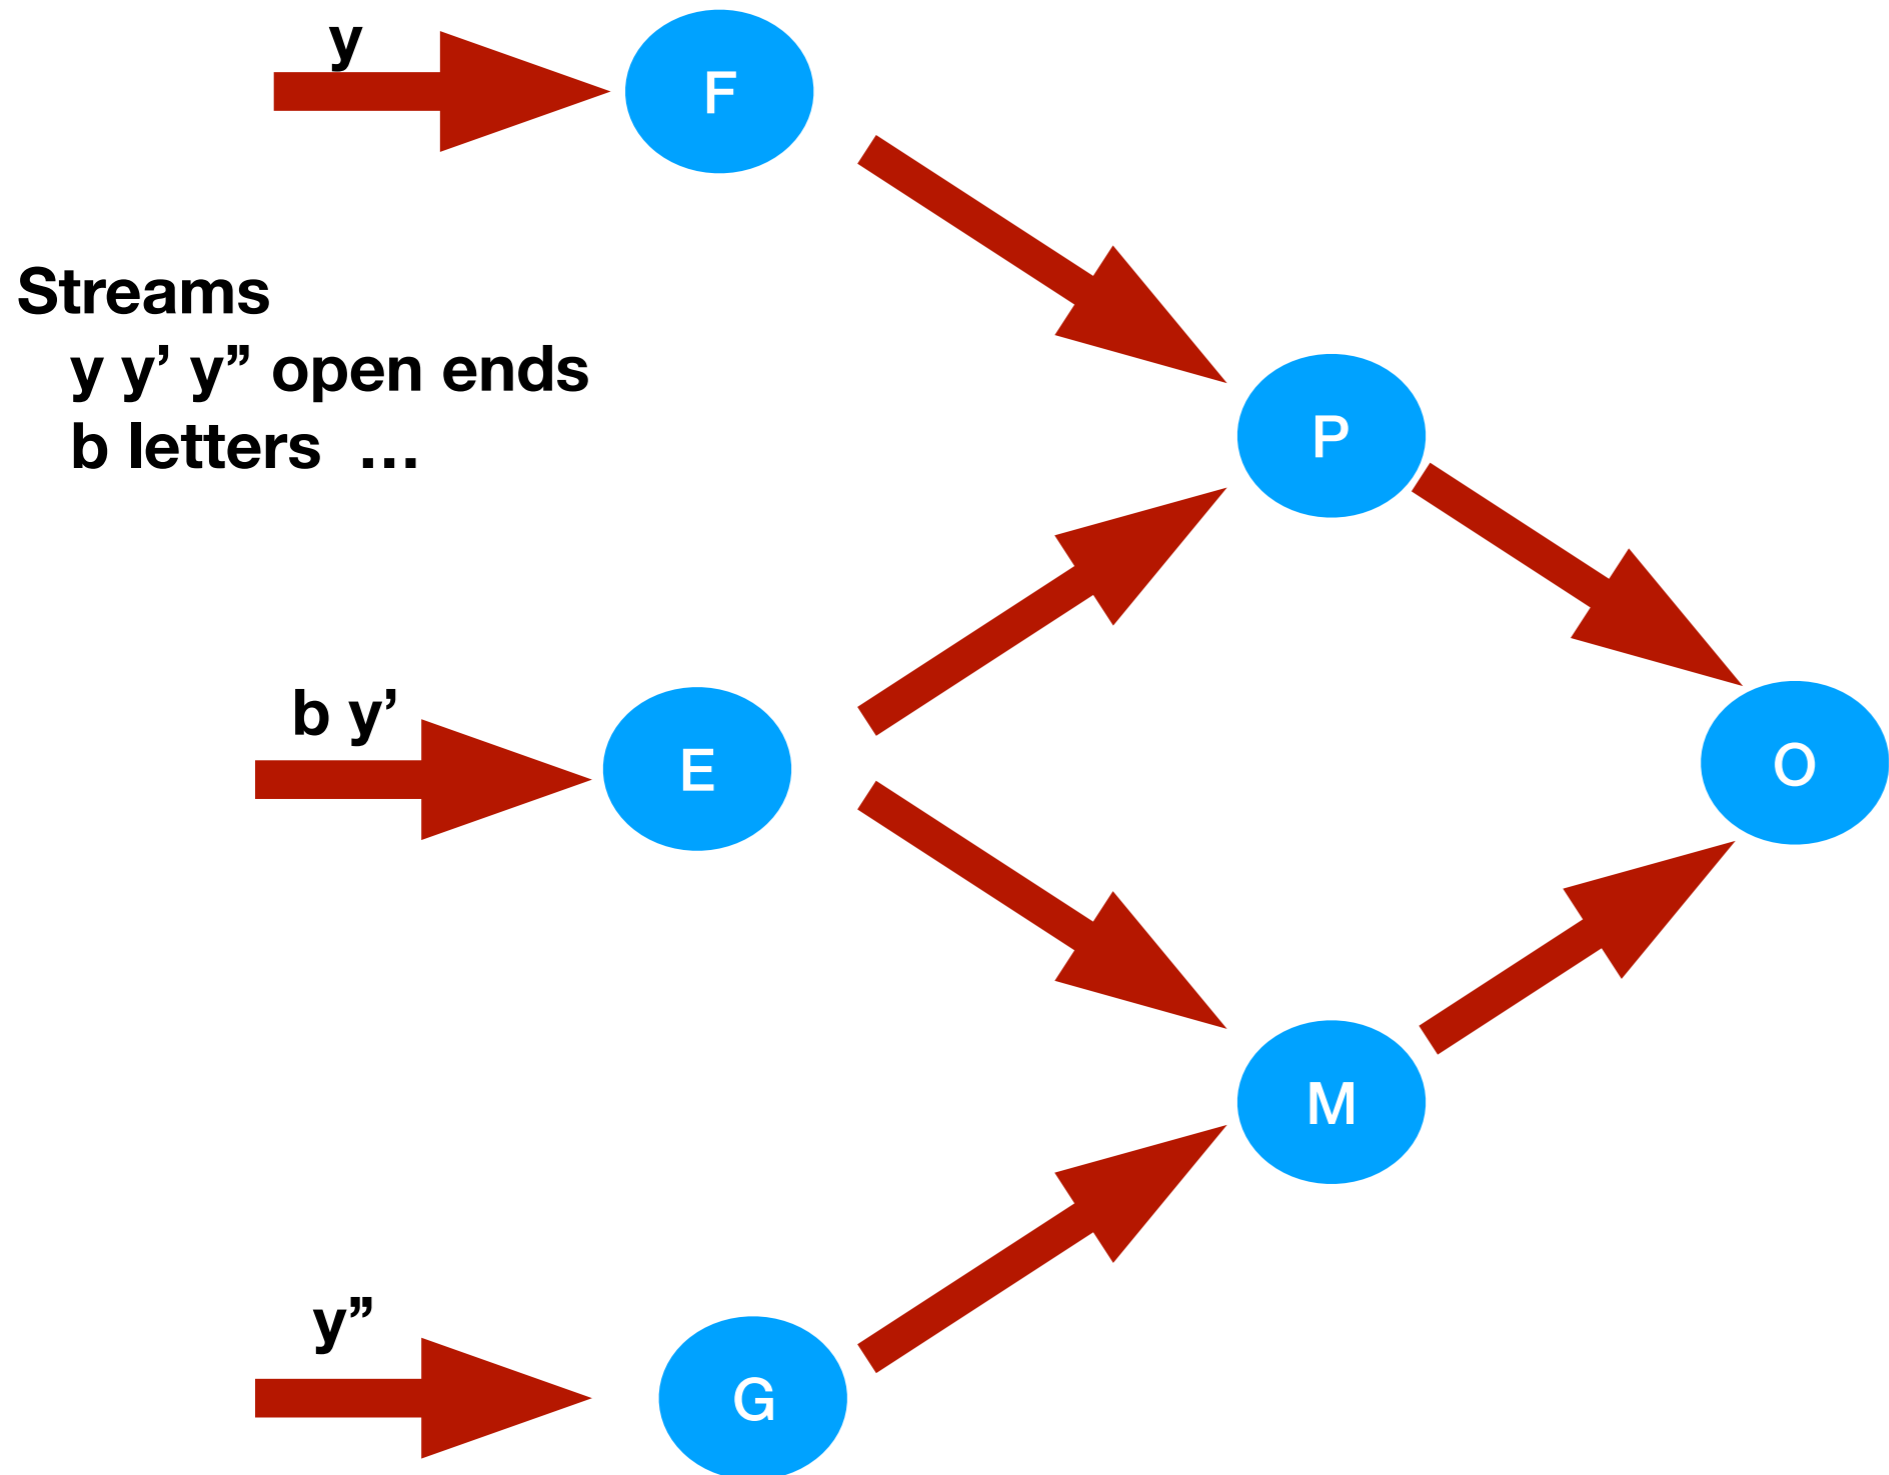 y
F
Streams
y y’ y” open ends
b letters …
P
b y’
E
O
M
y”
G